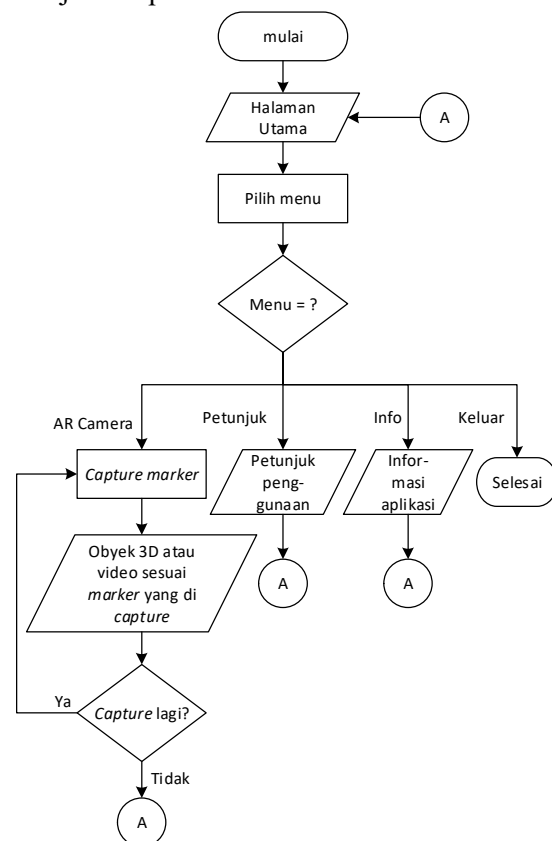 mulai
Halaman
Utama
A
Pilih menu
Menu = ?
AR Camera
Petunjuk
Info
Keluar
Capture marker
Petunjuk
peng-
gunaan
Infor-
masi
aplikasi
Selesai
Obyek 3D atau
video sesuai
marker yang di
capture
A
A
Ya
Capture lagi?
Tidak
A